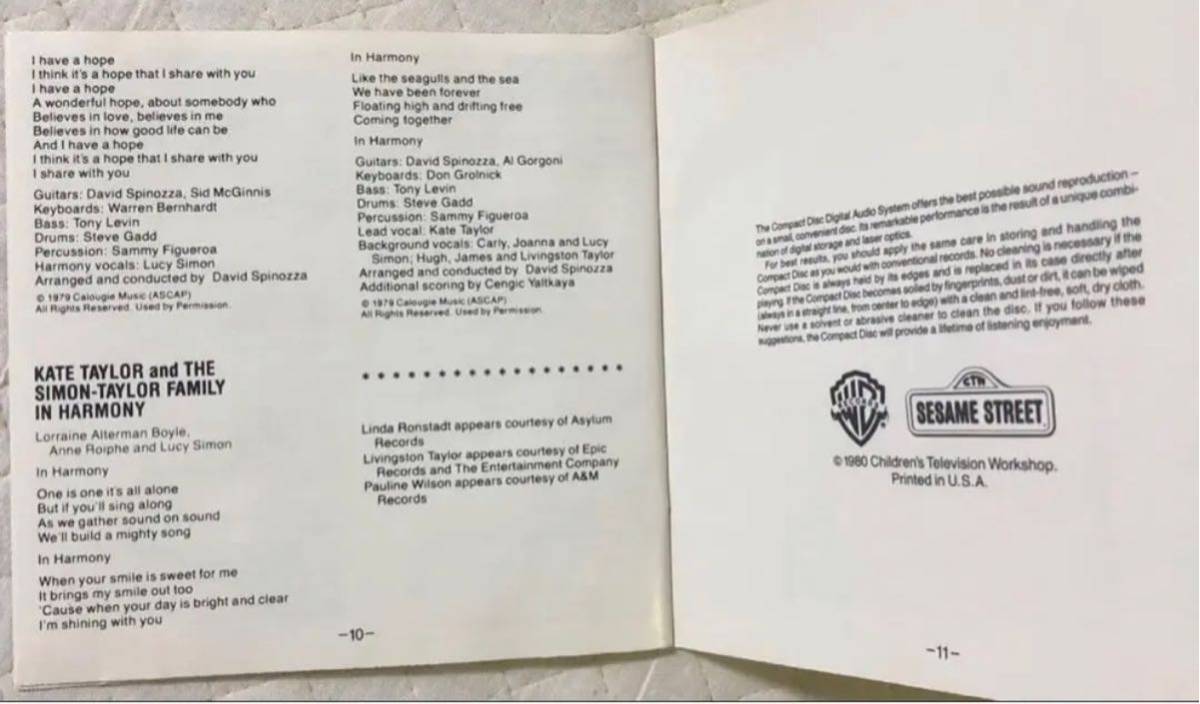 I have a hope
I think it's a hope that I share with you
I have a hope
A wonderful hope, about somebody who
Believes in love, believes in me
Believes in how good life can be
And I have a hope
I think it's a hope that I share with you
I share with you
Guitars: David Spinozza, Sid McGinnis
Keyboards: Warren Bernhardt
Bass: Tony Levin
Drums: Steve Gadd
Percussion: Sammy Figueroa
Harmony vocals: Lucy Simon
Arranged and conducted by David Spinozza
© 1979 Calougie Music (ASCAP)
All Rights Reserved. Used by Permission.
KATE TAYLOR and THE
SIMON-TAYLOR FAMILY
IN HARMONY
Lorraine Alterman Boyle,
Anne Roiphe and Lucy Simon
In Harmony
One is one it's all alone
But if you'll sing along
As we gather sound on sound
We'll build a mighty song
In Harmony
When your smile is sweet for me
It brings my smile out too
'Cause when your day is bright and clear
I'm shining with you
In Harmony
Like the seagulls and the sea
We have been forever
Floating high and drifting free
Coming together
In Harmony
Guitars: David Spinozza, Al Gorgoni
Keyboards: Don Grolnick
Bass: Tony Levin
Drums: Steve Gadd
Percussion: Sammy Figueroa
Lead vocal: Kate Taylor
Background vocals: Carly, Joanna and Lucy
Simon; Hugh, James and Livingston Taylor
Arranged and conducted by David Spinozza
Additional scoring by Cengic Yaltkaya
© 1979 Calougie Music (ASCAP)
All Rights Reserved. Used by Permission.
* * * * * * * * * * * * * * * * * *
Linda Ronstadt appears courtesy of Asylum
Records
Livingston Taylor appears courtesy of Epic
Records and The Entertainment Company
Pauline Wilson appears courtesy of A&M
Records
–10–
The Compact Disc Digital Audio System offers the best possible sound reproduction –
on a small, convenient disc. Its remarkable performance is the result of a unique combi-
nation of digital storage and laser optics.
For best results, you should apply the same care in storing and handling the
Compact Disc as you would with conventional records. No cleaning is necessary if the
Compact Disc is always held by its edges and is replaced in its case directly after
playing. If the Compact Disc becomes soiled by fingerprints, dust or dirt, it can be wiped
(always in a straight line, from center to edge) with a clean and lint-free, soft, dry cloth.
Never use a solvent or abrasive cleaner to clean the disc. If you follow these
suggestions, the Compact Disc will provide a lifetime of listening enjoyment.
RECORDS
CTW
SESAME STREET
© 1980 Children's Television Workshop.
Printed in U.S.A.
–11–